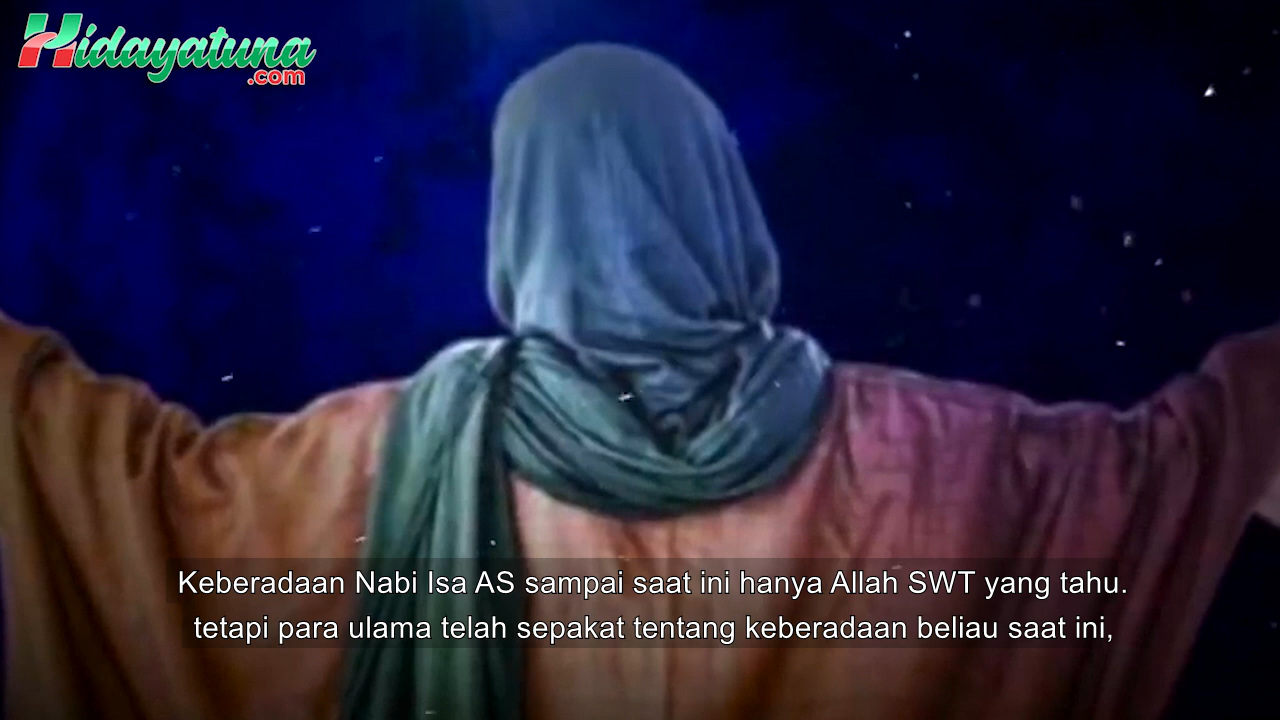 Hidayatuna
.com
Keberadaan Nabi Isa AS sampai saat ini hanya Allah SWT yang tahu.
tetapi para ulama telah sepakat tentang keberadaan beliau saat ini,